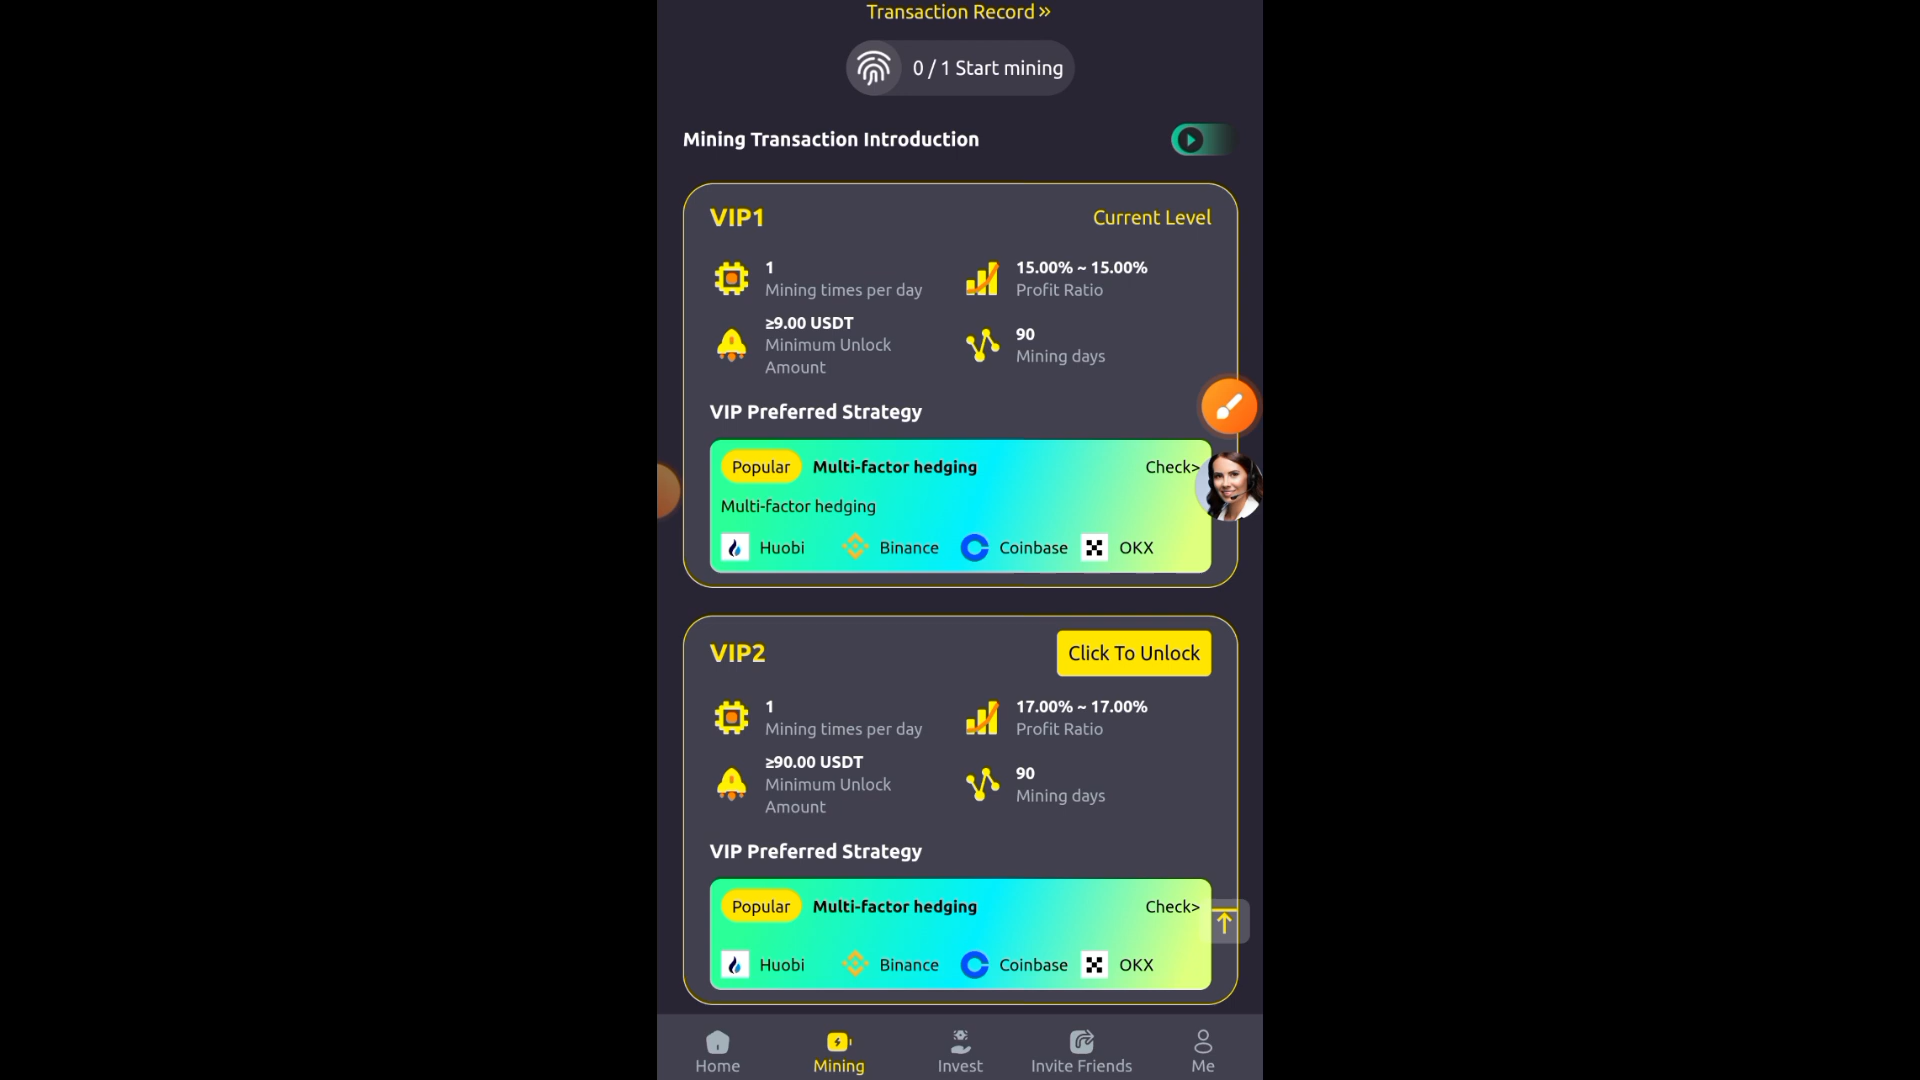 Transaction Record »
0 / 1 Start mining
Mining Transaction Introduction
VIP1
Current Level
1
Mining times per day
15.00% ~ 15.00%
Profit Ratio
≥9.00 USDT
Minimum Unlock
Amount
90
Mining days
VIP Preferred Strategy
Popular Multi-factor hedging Check>
Multi-factor hedging
Huobi Binance Coinbase OKX
VIP2
Click To Unlock
1
Mining times per day
17.00% ~ 17.00%
Profit Ratio
≥90.00 USDT
Minimum Unlock
Amount
90
Mining days
VIP Preferred Strategy
Popular Multi-factor hedging Check>
Huobi Binance Coinbase OKX
Home Mining Invest Invite Friends Me